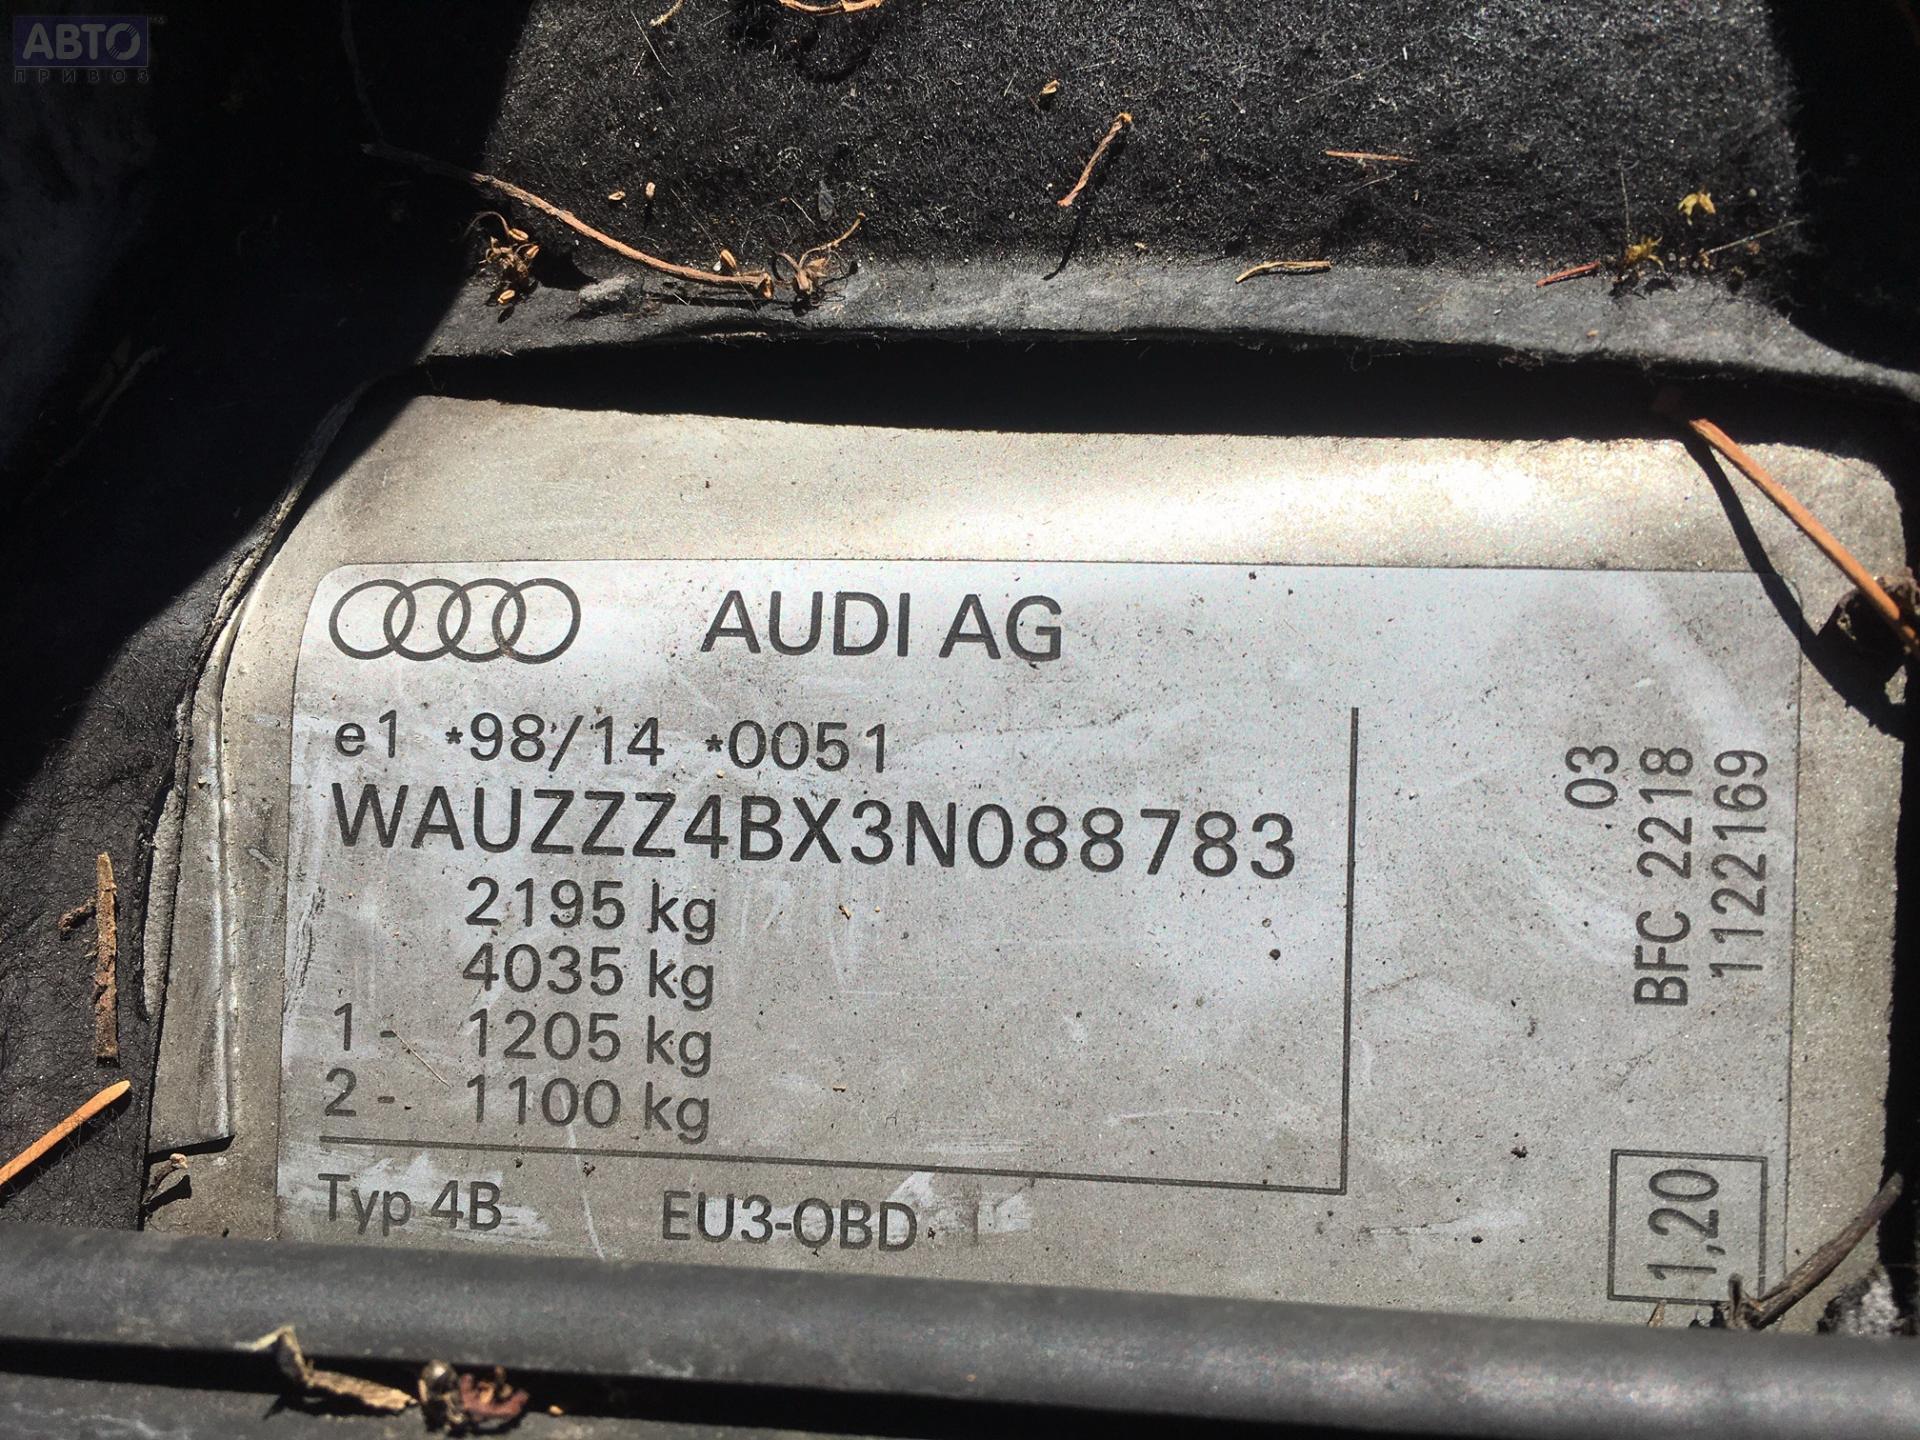 АВТО
ПРИВОЗ
AUDI AG
e1 *98/14 *0051
WAUZZZ4BX3N088783
2195 kg
4035 kg
1- 1205 kg
2- 1100 kg
Typ 4B EU3-OBD
.03
BFC 2218
1122169
1,20